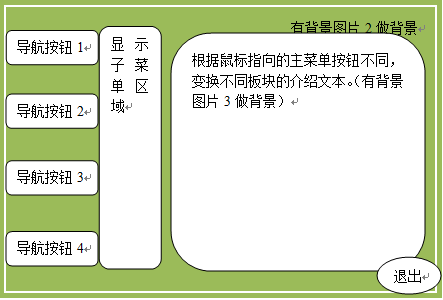 有背景图片 2 做背景
导航按钮 1
导航按钮 2
导航按钮 3
导航按钮 4
显 示
子 菜
单 区
域
根据鼠标指向的主菜单按钮不同，
变换不同板块的介绍文本。（有背景
图片 3 做背景）
退出